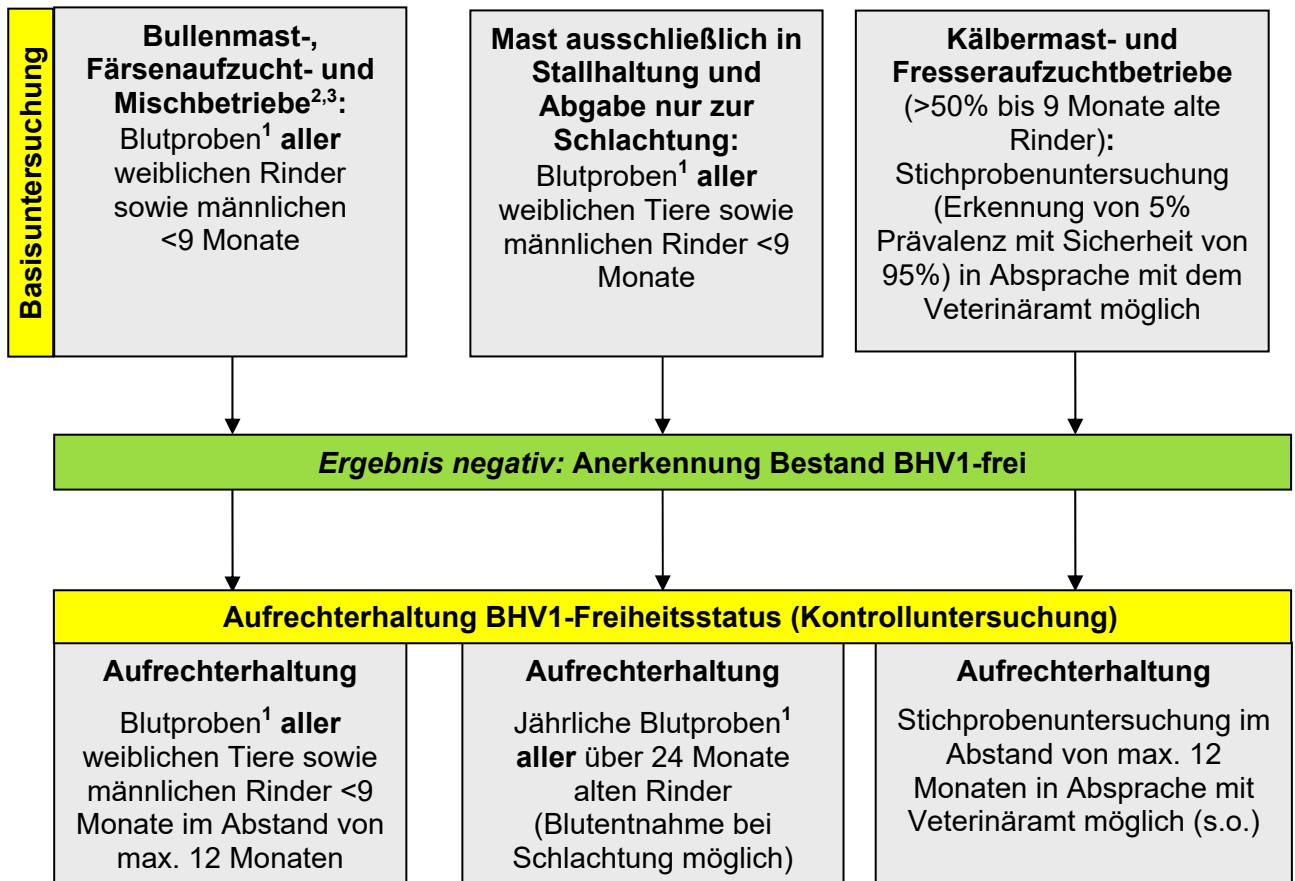 Basisuntersuchung
Bullenmast-,
Färsenaufzucht- und
Mischbetriebe2,3:
Blutproben1 aller
weiblichen Rinder
sowie männlichen
<9 Monate
Mast ausschließlich in
Stallhaltung und
Abgabe nur zur
Schlachtung:
Blutproben1 aller
weiblichen Tiere sowie
männlichen Rinder <9
Monate
Kälbermast- und
Fresseraufzuchtbetriebe
(>50% bis 9 Monate alte
Rinder):
Stichprobenuntersuchung
(Erkennung von 5%
Prävalenz mit Sicherheit von
95%) in Absprache mit dem
Veterinäramt möglich
Ergebnis negativ: Anerkennung Bestand BHV1-frei
Aufrechterhaltung BHV1-Freiheitsstatus (Kontrolluntersuchung)
Aufrechterhaltung
Blutproben1 aller
weiblichen Tiere sowie
männlichen Rinder <9
Monate im Abstand von
max. 12 Monaten
Aufrechterhaltung
Jährliche Blutproben1
aller über 24 Monate
alten Rinder
(Blutentnahme bei
Schlachtung möglich)
Aufrechterhaltung
Stichprobenuntersuchung im
Abstand von max. 12
Monaten in Absprache mit
Veterinäramt möglich (s.o.)